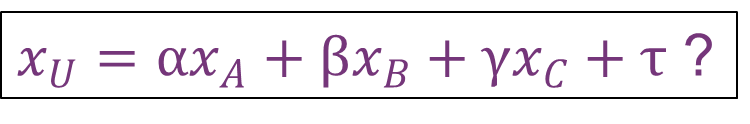 x_U = αx_A + βx_B + γx_C + τ ?